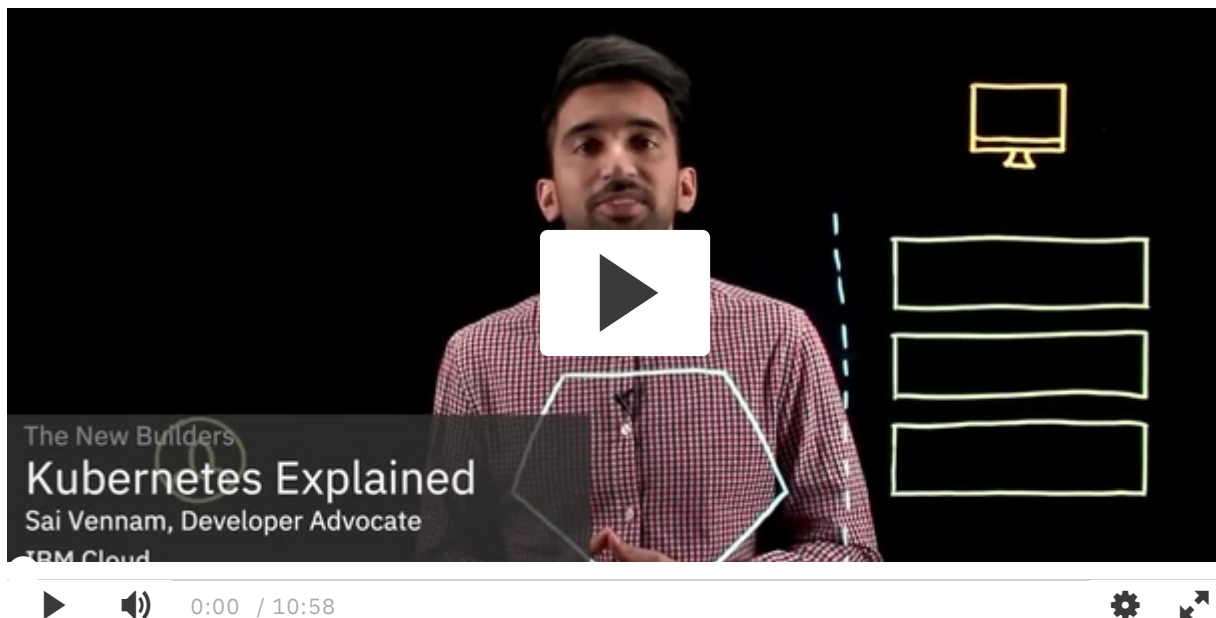 The New Builders
Kubernetes Explained
Sai Vennam, Developer Advocate
IBM Cloud
0:00 / 10:58